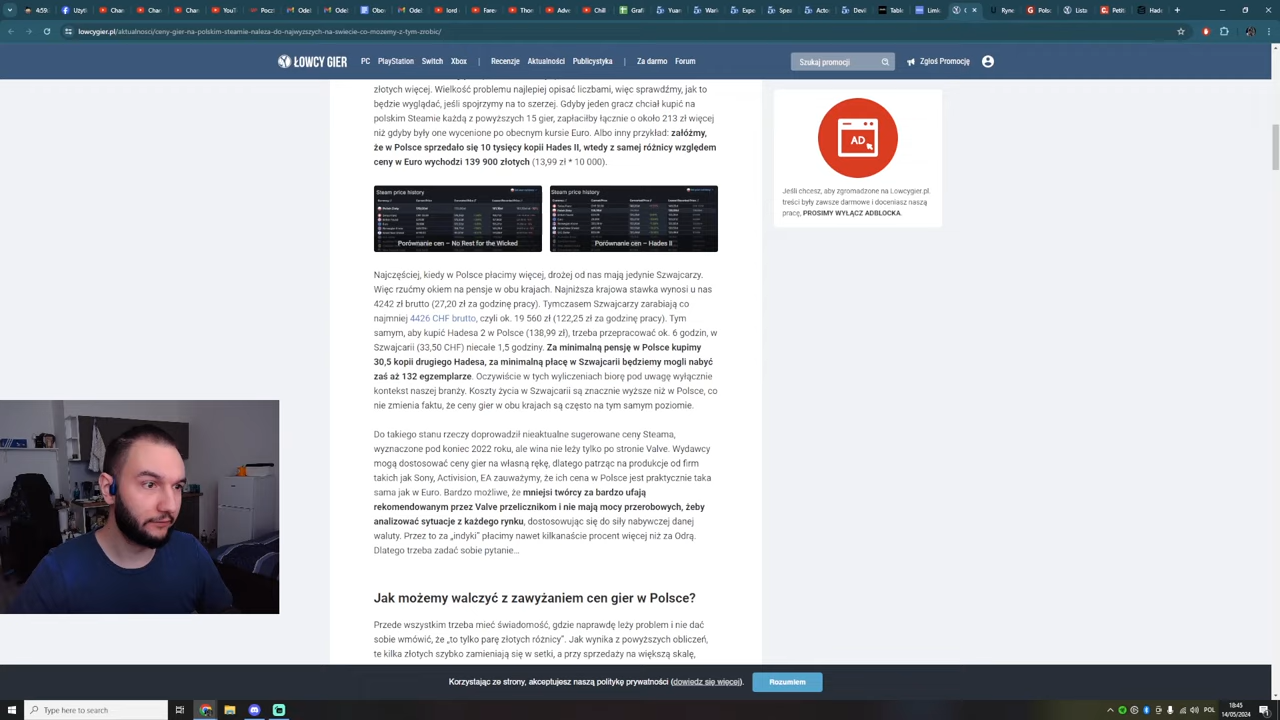 lowcygier.pl/aktualnosci/ceny-gier-na-polskim-steamie-naleza-do-najwyzszych-na-swiecie-co-mozemy-z-tym-zrobic/
ŁOWCY GIER PC PlayStation Switch Xbox | Recenzje Aktualności Publicystyka | Za darmo Forum Szukaj promocji Zgłoś Promocję
złotych więcej. Wielkość problemu najlepiej opisać liczbami, więc sprawdźmy, jak to
będzie wyglądać, jeśli spojrzymy na to szerzej. Gdyby jeden gracz chciał kupić na
polskim Steamie każdą z powyższych 15 gier, zapłaciłby łącznie o około 213 zł więcej
niż gdyby były one wycenione po obecnym kursie Euro. Albo inny przykład: załóżmy,
że w Polsce sprzedało się 10 tysięcy kopii Hades II, wtedy z samej różnicy względem
ceny w Euro wychodzi 139 900 złotych (13,99 zł * 10 000).
Steam price history
Porównanie cen – No Rest for the Wicked
Steam price history
Porównanie cen – Hades II
Najczęściej, kiedy w Polsce płacimy więcej, drożej od nas mają jedynie Szwajcarzy.
Więc rzućmy okiem na pensje w obu krajach. Najniższa krajowa stawka wynosi u nas
4242 zł brutto (27,20 zł za godzinę pracy). Tymczasem Szwajcarzy zarabiają co
najmniej 4426 CHF brutto, czyli ok. 19 560 zł (122,25 zł za godzinę pracy). Tym
samym, aby kupić Hadesa 2 w Polsce (138,99 zł), trzeba przepracować ok. 6 godzin, w
Szwajcarii (33,50 CHF) niecałe 1,5 godziny. Za minimalną pensję w Polsce kupimy
30,5 kopii drugiego Hadesa, za minimalną płacę w Szwajcarii będziemy mogli nabyć
zaś aż 132 egzemplarze. Oczywiście w tych wyliczeniach biorę pod uwagę wyłącznie
kontekst naszej branży. Koszty życia w Szwajcarii są znacznie wyższe niż w Polsce, co
nie zmienia faktu, że ceny gier w obu krajach są często na tym samym poziomie.
Do takiego stanu rzeczy doprowadził nieaktualne sugerowane ceny Steama,
wyznaczone pod koniec 2022 roku, ale wina nie leży tylko po stronie Valve. Wydawcy
mogą dostosować ceny gier na własną rękę, dlatego patrząc na produkcje od firm
takich jak Sony, Activision, EA zauważymy, że ich cena w Polsce jest praktycznie taka
sama jak w Euro. Bardzo możliwe, że mniejsi twórcy za bardzo ufają
rekomendowanym przez Valve przelicznikom i nie mają mocy przerobowych, żeby
analizować sytuacje z każdego rynku, dostosowując się do siły nabywczej danej
waluty. Przez to za „indyki” płacimy nawet kilkanaście procent więcej niż za Odrą.
Dlatego trzeba zadać sobie pytanie…
Jak możemy walczyć z zawyżaniem cen gier w Polsce?
Przede wszystkim trzeba mieć świadomość, gdzie naprawdę leży problem i nie dać
sobie wmówić, że „to tylko parę złotych różnicy”. Jak wynika z powyższych obliczeń,
te kilka złotych szybko zamieniają się w setki, a przy sprzedaży na większą skalę,
AD
Jeśli chcesz, aby zgromadzone na Lowcygier.pl
treści były zawsze darmowe i doceniasz naszą
pracę, PROSIMY WYŁĄCZ ADBLOCKA.
Korzystając ze strony, akceptujesz naszą politykę prywatności (dowiedz się więcej). Rozumiem
Type here to search
POL
18:45
14/05/2024